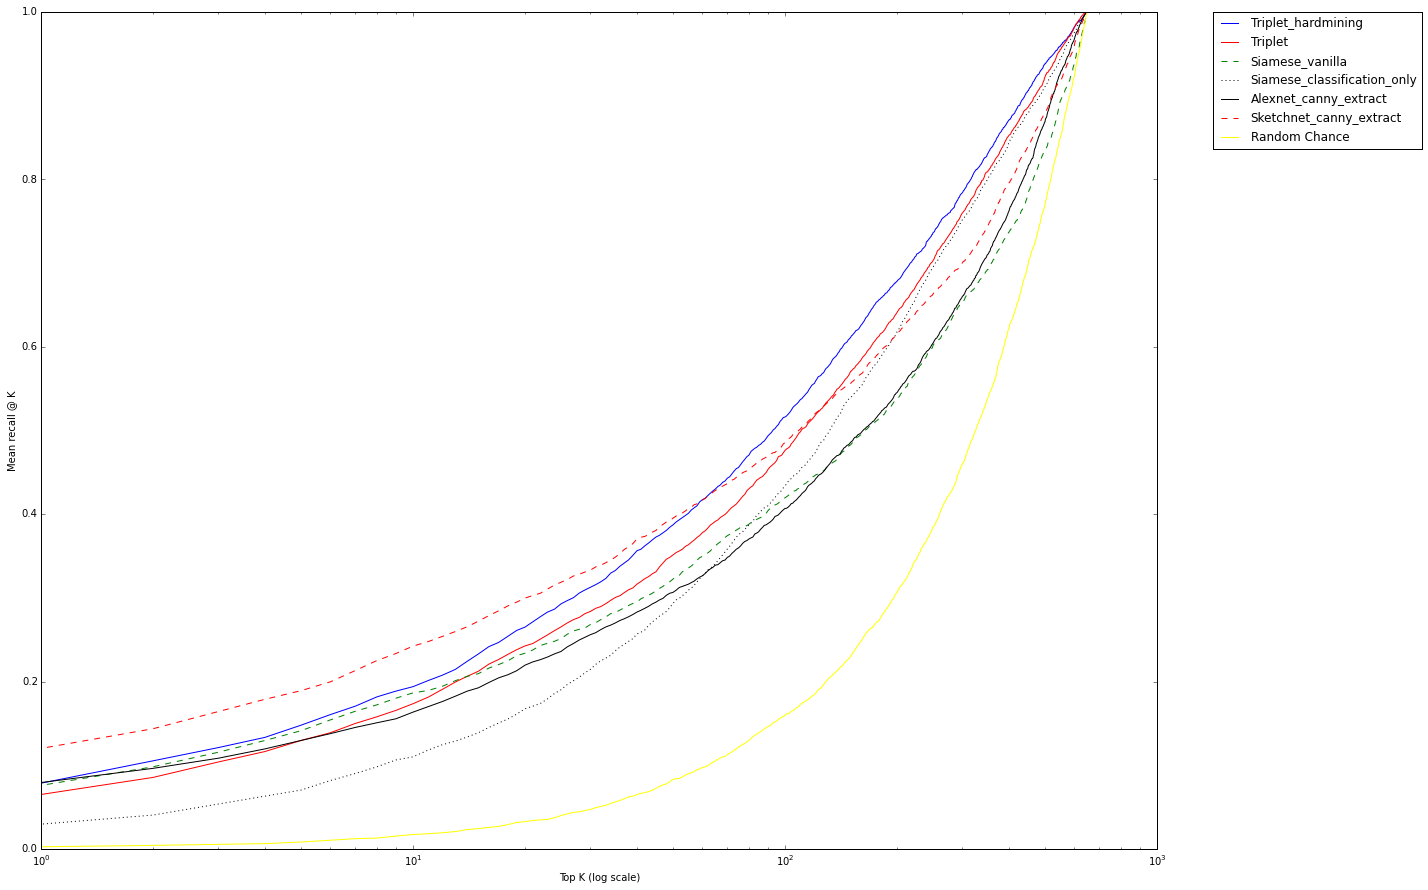 1.0
0.8
0.6
0.4
0.2
0.0
Mean recall @ K
10^0
10^1
10^2
10^3
Top K (log scale)
Triplet_hardmining
Triplet
Siamese_vanilla
Siamese_classification_only
Alexnet_canny_extract
Sketchnet_canny_extract
Random Chance